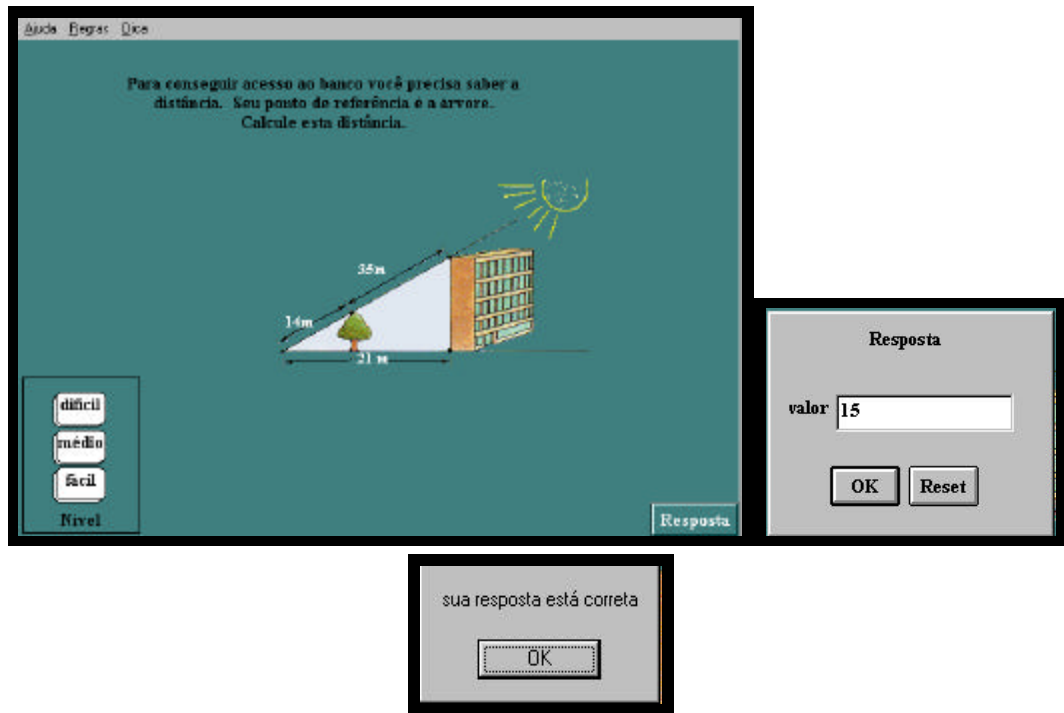 Ajuda Regras Dica
Para conseguir acesso ao banco você precisa saber a
distância. Seu ponto de referência é a árvore.
Calcule esta distância.
35m
14m
21 m
difícil
médio
fácil
Nível
Resposta
Resposta
valor 15
OK Reset
sua resposta está correta
OK